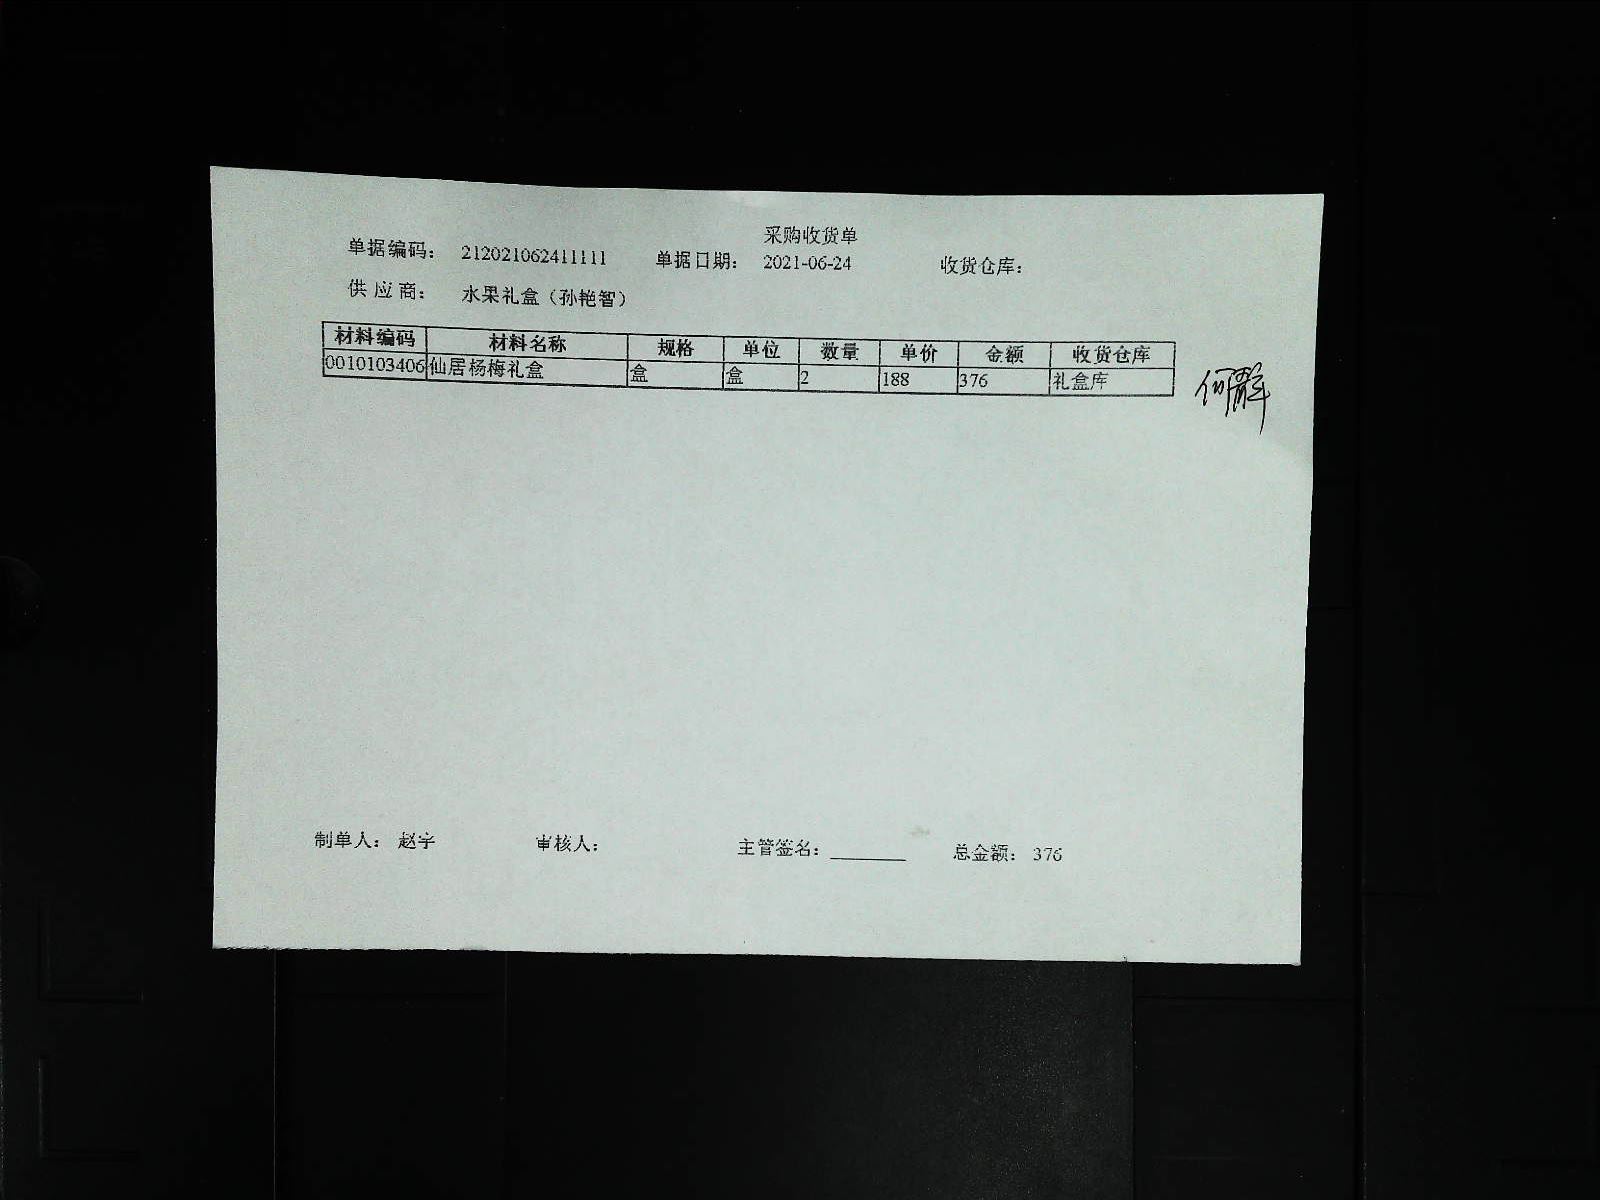 采购收货单
单据编码： 212021062411111 单据日期： 2021-06-24 收货仓库：
供 应 商： 水果礼盒（孙艳智）
材料编码 材料名称 规格 单位 数量 单价 金额 收货仓库
0010103406 仙居杨梅礼盒 盒 盒 2 188 376 礼盒库
制单人： 赵宇 审核人： 主管签名：________ 总金额： 376